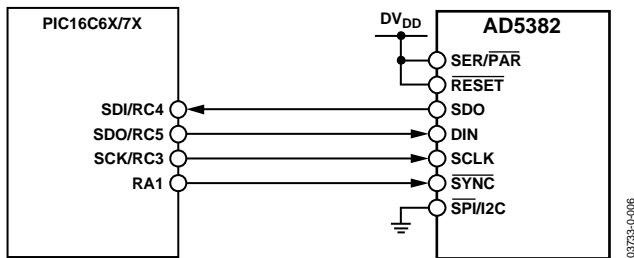 PIC16C6X/7X
SDI/RC4
SDO/RC5
SCK/RC3
RA1
DVDD
AD5382
SER/PAR
RESET
SDO
DIN
SCLK
SYNC
SPI/I2C
03733-0-006